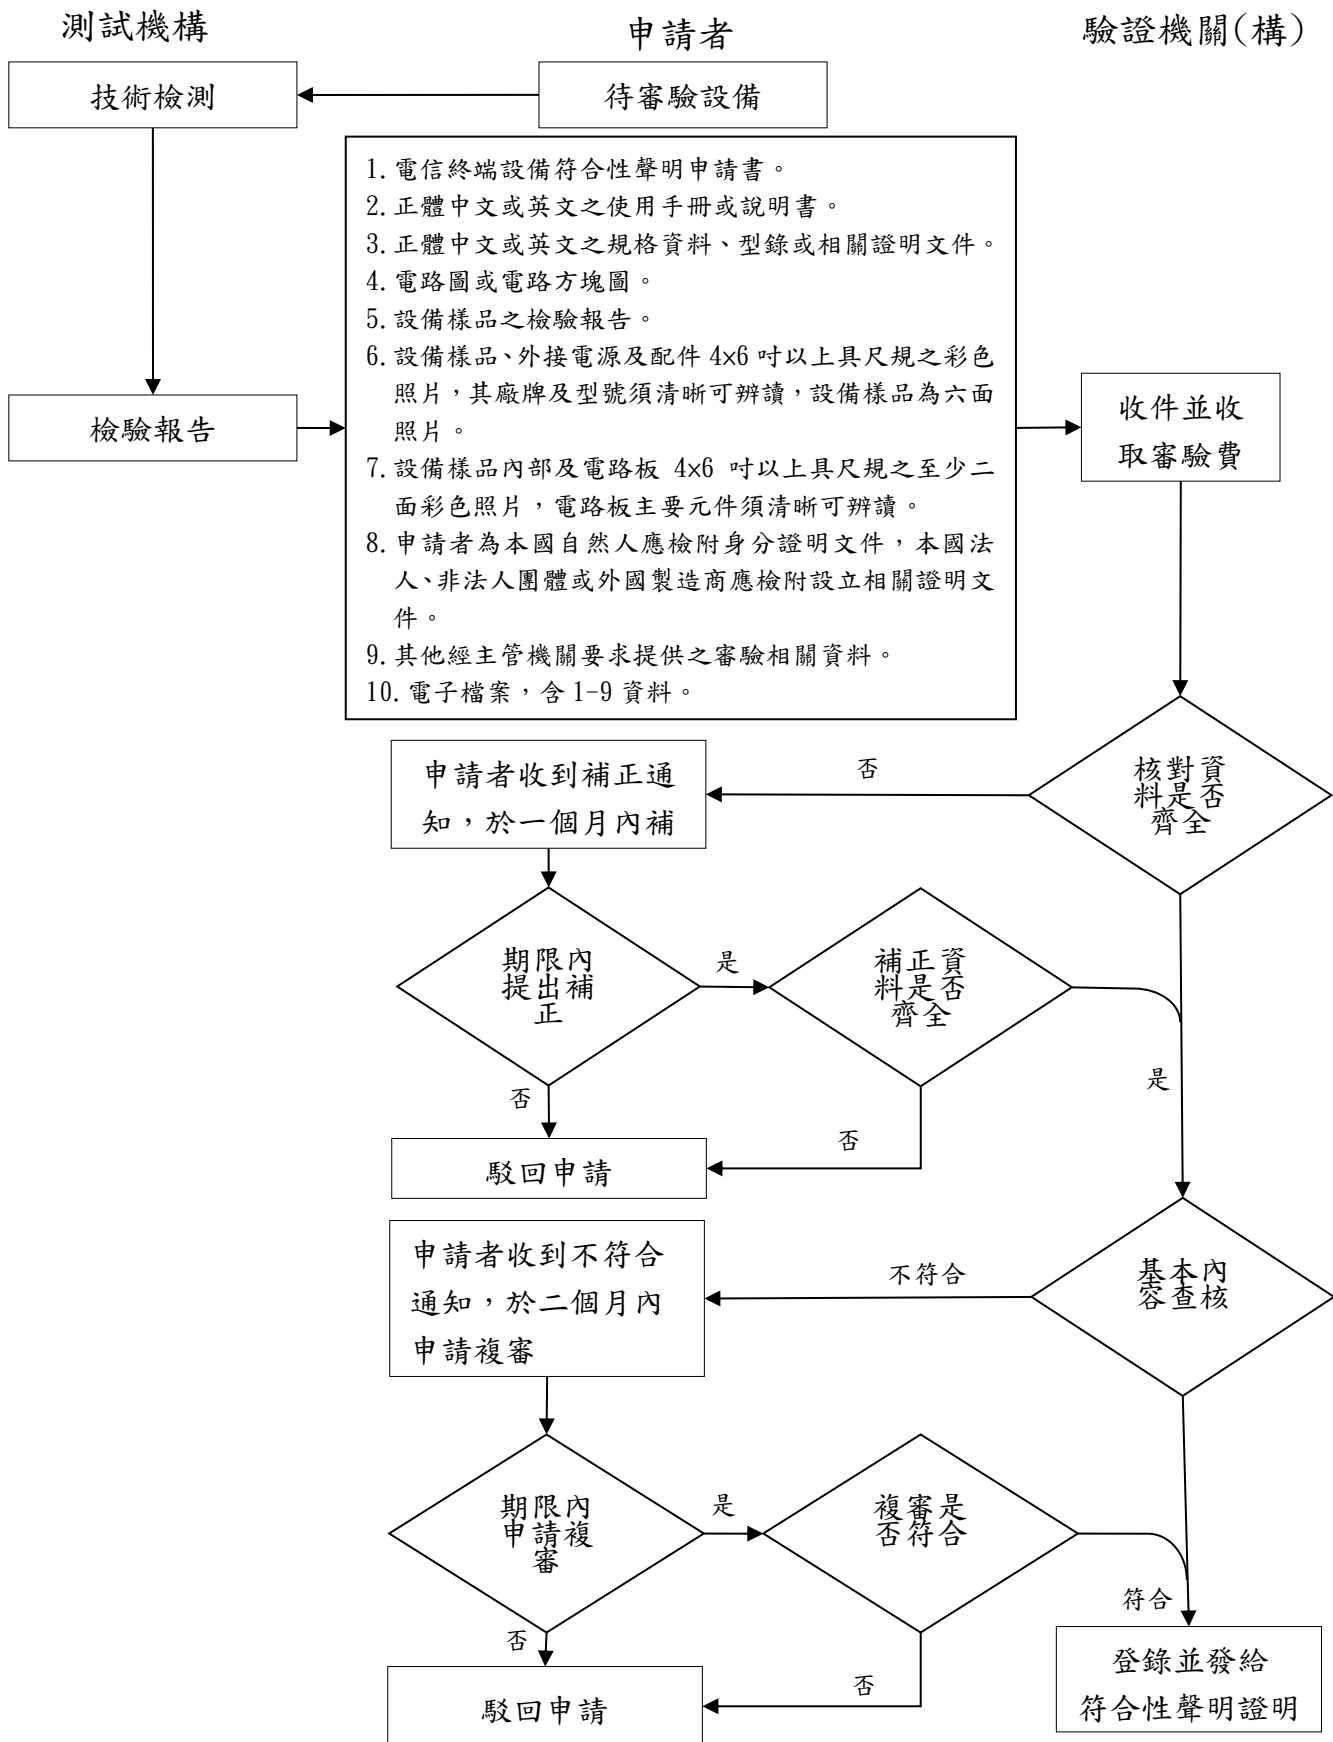 測試機構
申請者
驗證機關(構)
技術檢測
待審驗設備
1.電信終端設備符合性聲明申請書。
2.正體中文或英文之使用手冊或說明書。
3.正體中文或英文之規格資料、型錄或相關證明文件。
4.電路圖或電路方塊圖。
5.設備樣品之檢驗報告。
6.設備樣品、外接電源及配件 4×6 吋以上具尺規之彩色
照片，其廠牌及型號須清晰可辨讀，設備樣品為六面
照片。
7.設備樣品內部及電路板 4×6 吋以上具尺規之至少二
面彩色照片，電路板主要元件須清晰可辨讀。
8.申請者為本國自然人應檢附身分證明文件，本國法
人、非法人團體或外國製造商應檢附設立相關證明文
件。
9.其他經主管機關要求提供之審驗相關資料。
10.電子檔案，含 1-9 資料。
檢驗報告
收件並收
取審驗費
核對資
料是否
齊全
否
申請者收到補正通
知，於一個月內補
期限內
提出補
正
是
補正資
料是否
齊全
是
否
否
駁回申請
基本內
容查核
不符合
申請者收到不符合
通知，於二個月內
申請複審
期限內
申請複
審
是
複審是
否符合
符合
否
否
駁回申請
登錄並發給
符合性聲明證明